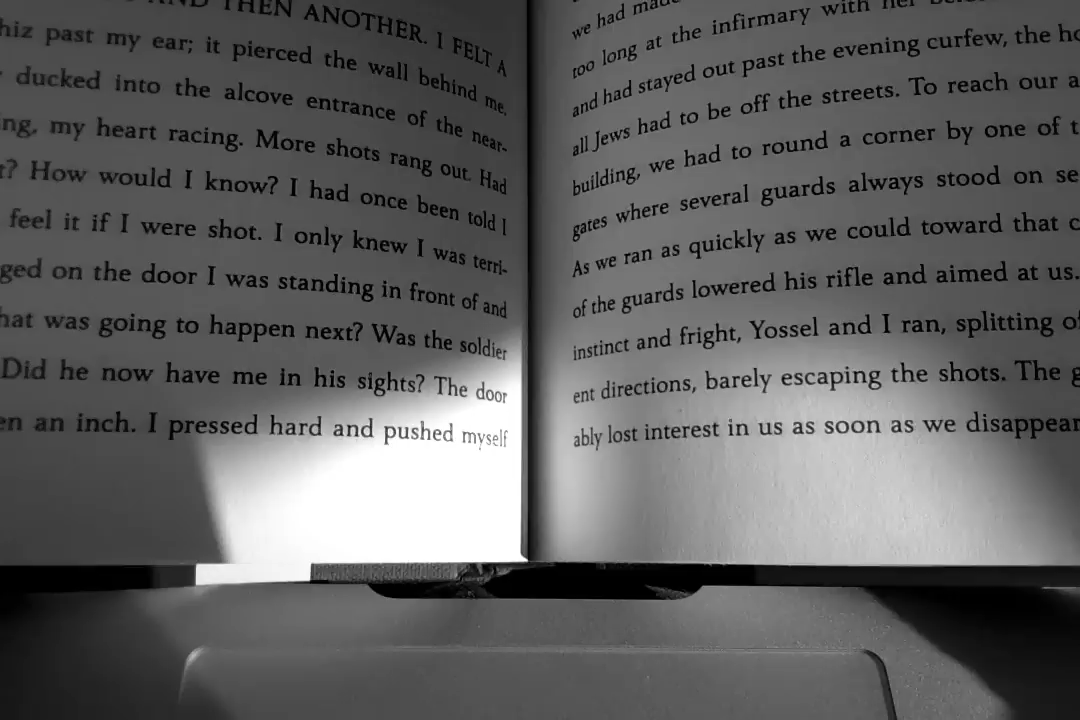 THEN ANOTHER. I FELT A
past my ear; it pierced the wall behind me.
ducked into the alcove entrance of the near-
my heart racing. More shots rang out. Had
How would I know? I had once been told I
feel it if I were shot. I only knew I was terri-
on the door I was standing in front of and
was going to happen next? Was the soldier
Did he now have me in his sights? The door
an inch. I pressed hard and pushed myself
we had
too long at the infirmary with
and had stayed out past the evening curfew, the
all Jews had to be off the streets. To reach our
building, we had to round a corner by one of
gates where several guards always stood on
As we ran as quickly as we could toward that
of the guards lowered his rifle and aimed at us.
instinct and fright, Yossel and I ran, splitting
ent directions, barely escaping the shots. The
ably lost interest in us as soon as we